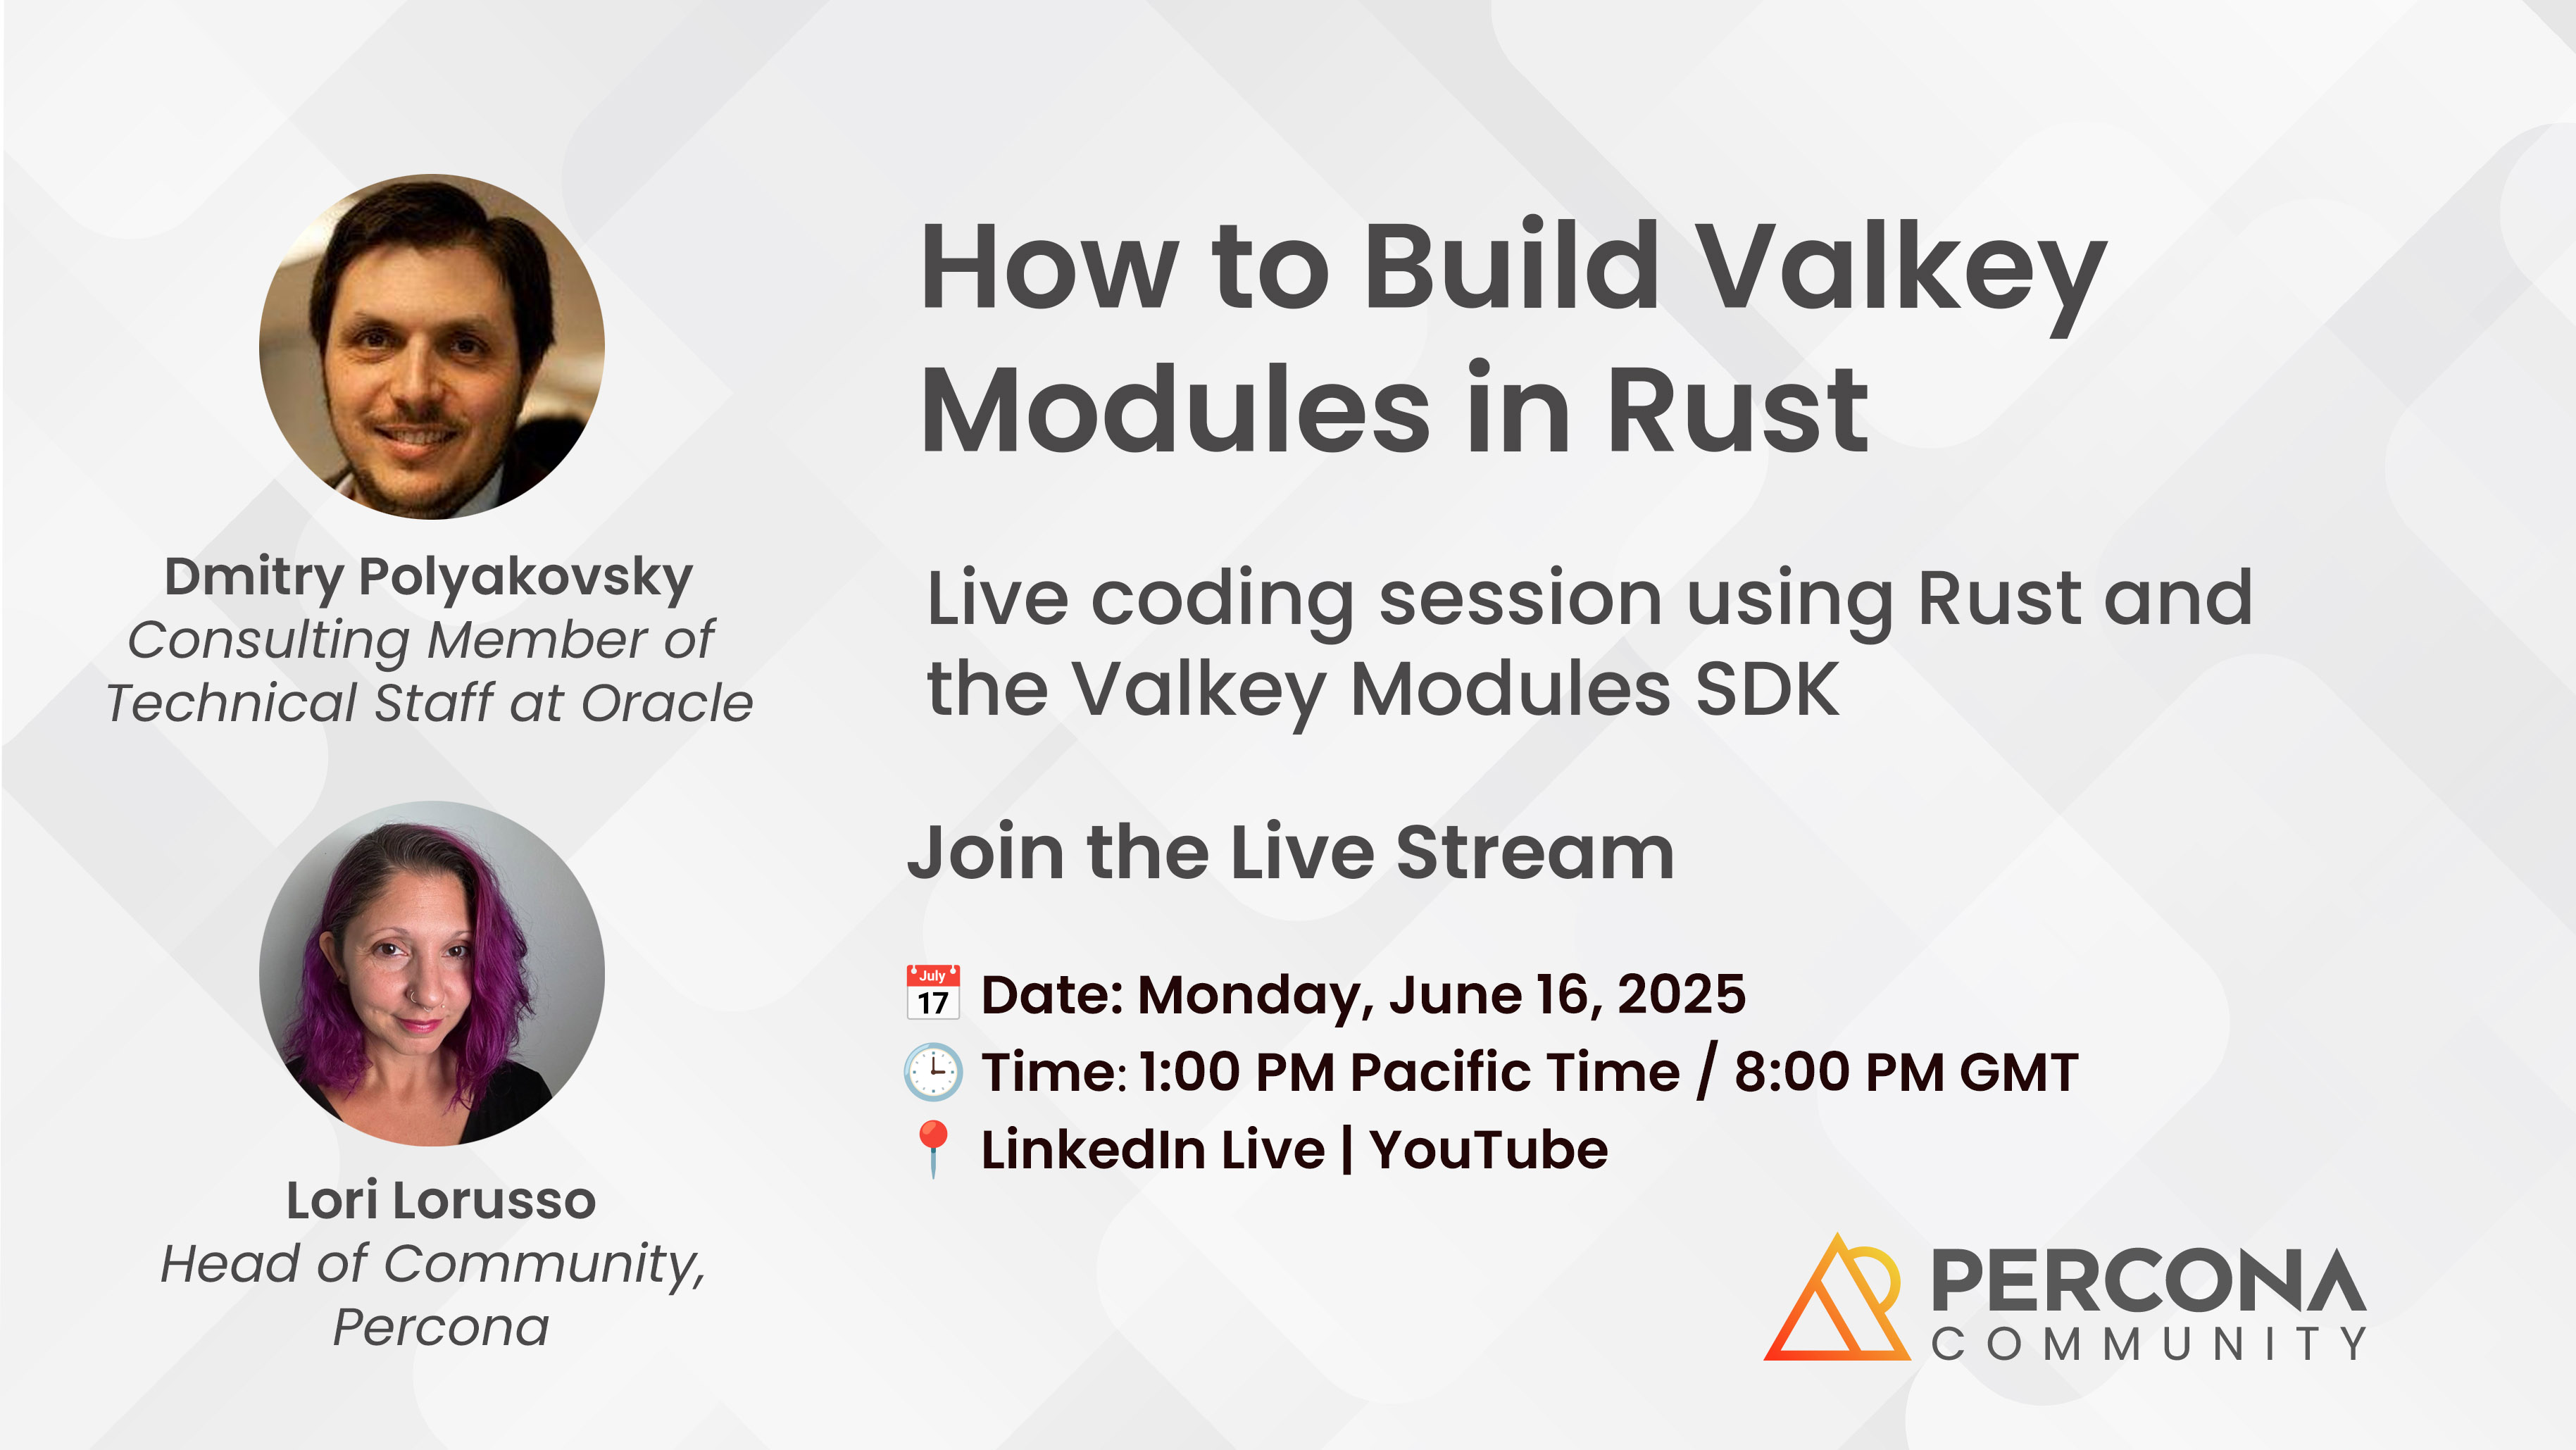 How to Build Valkey
Modules in Rust
Live coding session using Rust and
the Valkey Modules SDK
Join the Live Stream
July
17
Date: Monday, June 16, 2025
Time: 1:00 PM Pacific Time / 8:00 PM GMT
LinkedIn Live | YouTube
Dmitry Polyakovsky
Consulting Member of
Technical Staff at Oracle
Lori Lorusso
Head of Community,
Percona
PERCONA
COMMUNITY